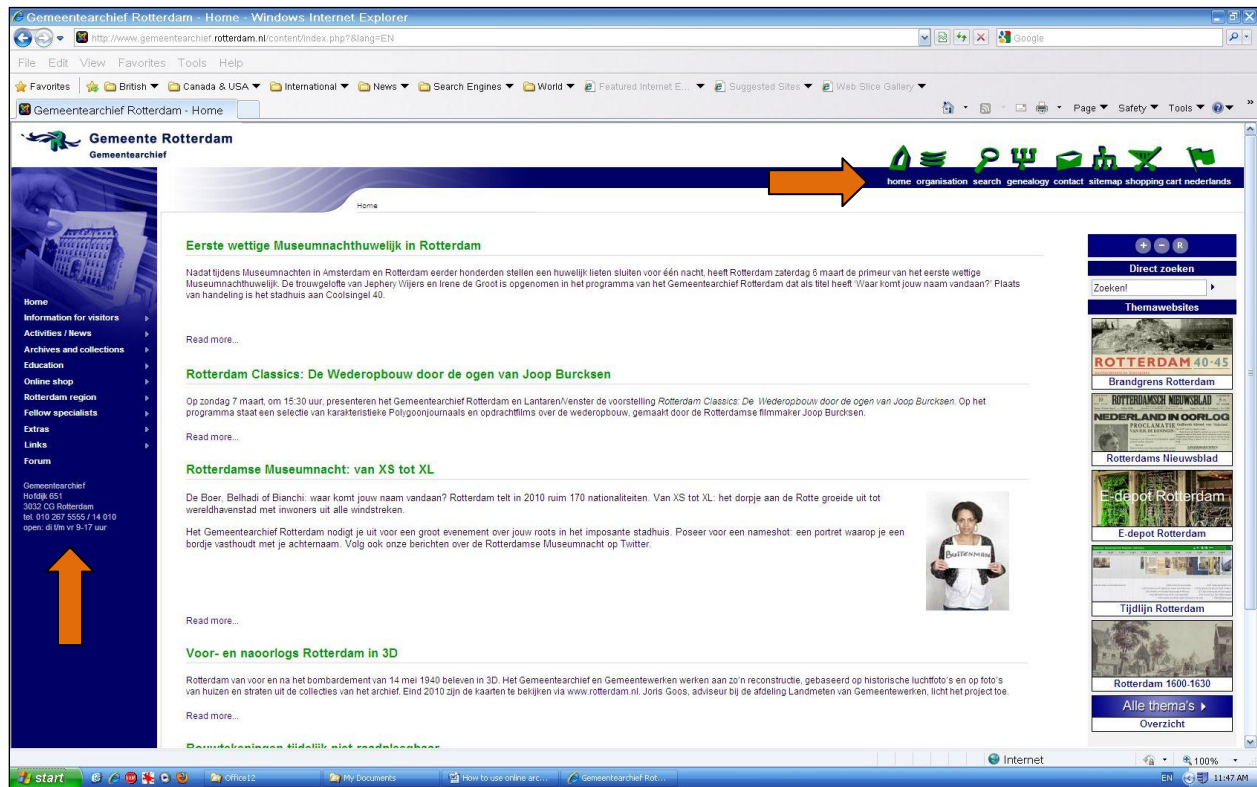 Gemeentearchief Rotterdam - Home - Windows Internet Explorer
http://www.gemeentearchief.rotterdam.nl/content/index.php?&lang=EN
Google
File Edit View Favorites Tools Help
Favorites British Canada & USA International News Search Engines World Featured Internet E... Suggested Sites Web Slice Gallery
Gemeentearchief Rotterdam - Home
Page Safety Tools
Gemeente Rotterdam
Gemeentearchief
home organisation search genealogy contact sitemap shopping cart nederlands
Home
Home
Information for visitors
Activities / News
Archives and collections
Education
Online shop
Rotterdam region
Fellow specialists
Extras
Links
Forum
Gemeentearchief
Hofdijk 651
3032 CG Rotterdam
tel. 010 267 5555 / 14 010
open: di t/m vr 9-17 uur
Eerste wettige Museumnachthuwelijk in Rotterdam
Nadat tijdens Museumnachten in Amsterdam en Rotterdam eerder honderden stellen een huwelijk lieten sluiten voor één nacht, heeft Rotterdam zaterdag 6 maart de primeur van het eerste wettige
Museumnachthuwelijk. De trouwgelofte van Jephery Wijers en Irene de Groot is opgenomen in het programma van het Gemeentearchief Rotterdam dat als titel heeft 'Waar komt jouw naam vandaan?' Plaats
van handeling is het stadhuis aan Coolsingel 40.
Read more...
Rotterdam Classics: De Wederopbouw door de ogen van Joop Burcksen
Op zondag 7 maart, om 15:30 uur, presenteren het Gemeentearchief Rotterdam en Lantaren/Venster de voorstelling Rotterdam Classics: De Wederopbouw door de ogen van Joop Burcksen. Op het
programma staat een selectie van karakteristieke Polygoonjournaals en opdrachtfilms over de wederopbouw, gemaakt door de Rotterdamse filmmaker Joop Burcksen.
Read more...
Rotterdamse Museumnacht: van XS tot XL
De Boer, Belhadi of Bianchi: waar komt jouw naam vandaan? Rotterdam telt in 2010 ruim 170 nationaliteiten. Van XS tot XL: het dorpje aan de Rotte groeide uit tot
wereldhavenstad met inwoners uit alle windstreken.
Het Gemeentearchief Rotterdam nodigt je uit voor een groot evenement over jouw roots in het imposante stadhuis. Poseer voor een nameshot: een portret waarop je een
bordje vasthoudt met je achternaam. Volg ook onze berichten over de Rotterdamse Museumnacht op Twitter.
BUITENMAN
Read more...
Voor- en naoorlogs Rotterdam in 3D
Rotterdam van voor en na het bombardement van 14 mei 1940 beleven in 3D. Het Gemeentearchief en Gemeentewerken werken aan zo'n reconstructie, gebaseerd op historische luchtfoto's en op foto's
van huizen en straten uit de collecties van het archief. Eind 2010 zijn de kaarten te bekijken via www.rotterdam.nl. Joris Goos, adviseur bij de afdeling Landmeten van Gemeentewerken, licht het project toe.
Read more...
Bouwtekeningen tijdelijk niet raadpleegbaar
+ - R
Direct zoeken
Zoeken!
Themawebsites
ROTTERDAM 40-45
Brandgrens Rotterdam
ROTTERDAMSCH NIEUWSBLAD
NEDERLAND IN OORLOG
PROCLAMATIE
Rotterdams Nieuwsblad
E-depot Rotterdam
E-depot Rotterdam
Tijdlijn Rotterdam
Rotterdam 1600-1630
Alle thema's
Overzicht
Internet
100%
start Office12 My Documents How to use online arc... Gemeentearchief Rot... EN 11:47 AM